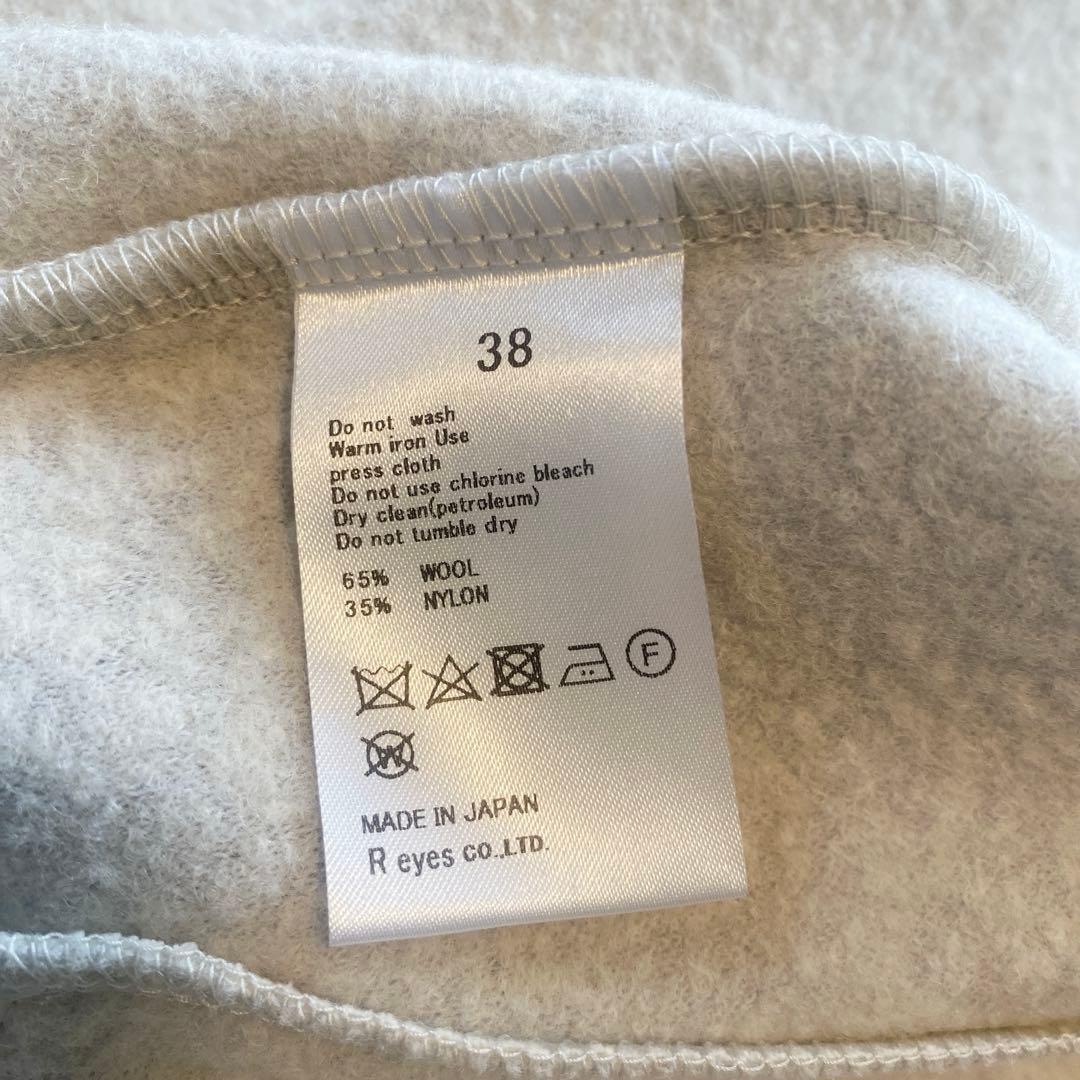 38
Do not wash
Warm iron Use
press cloth
Do not use chlorine bleach
Dry clean(petroleum)
Do not tumble dry
65% WOOL
35% NYLON
F
W
MADE IN JAPAN
R eyes CO.,LTD.